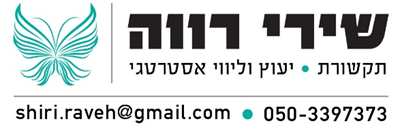 שירי רווה
תקשורת • יעוץ וליווי אסטרטגי
shiri.raveh@gmail.com • 050-3397373